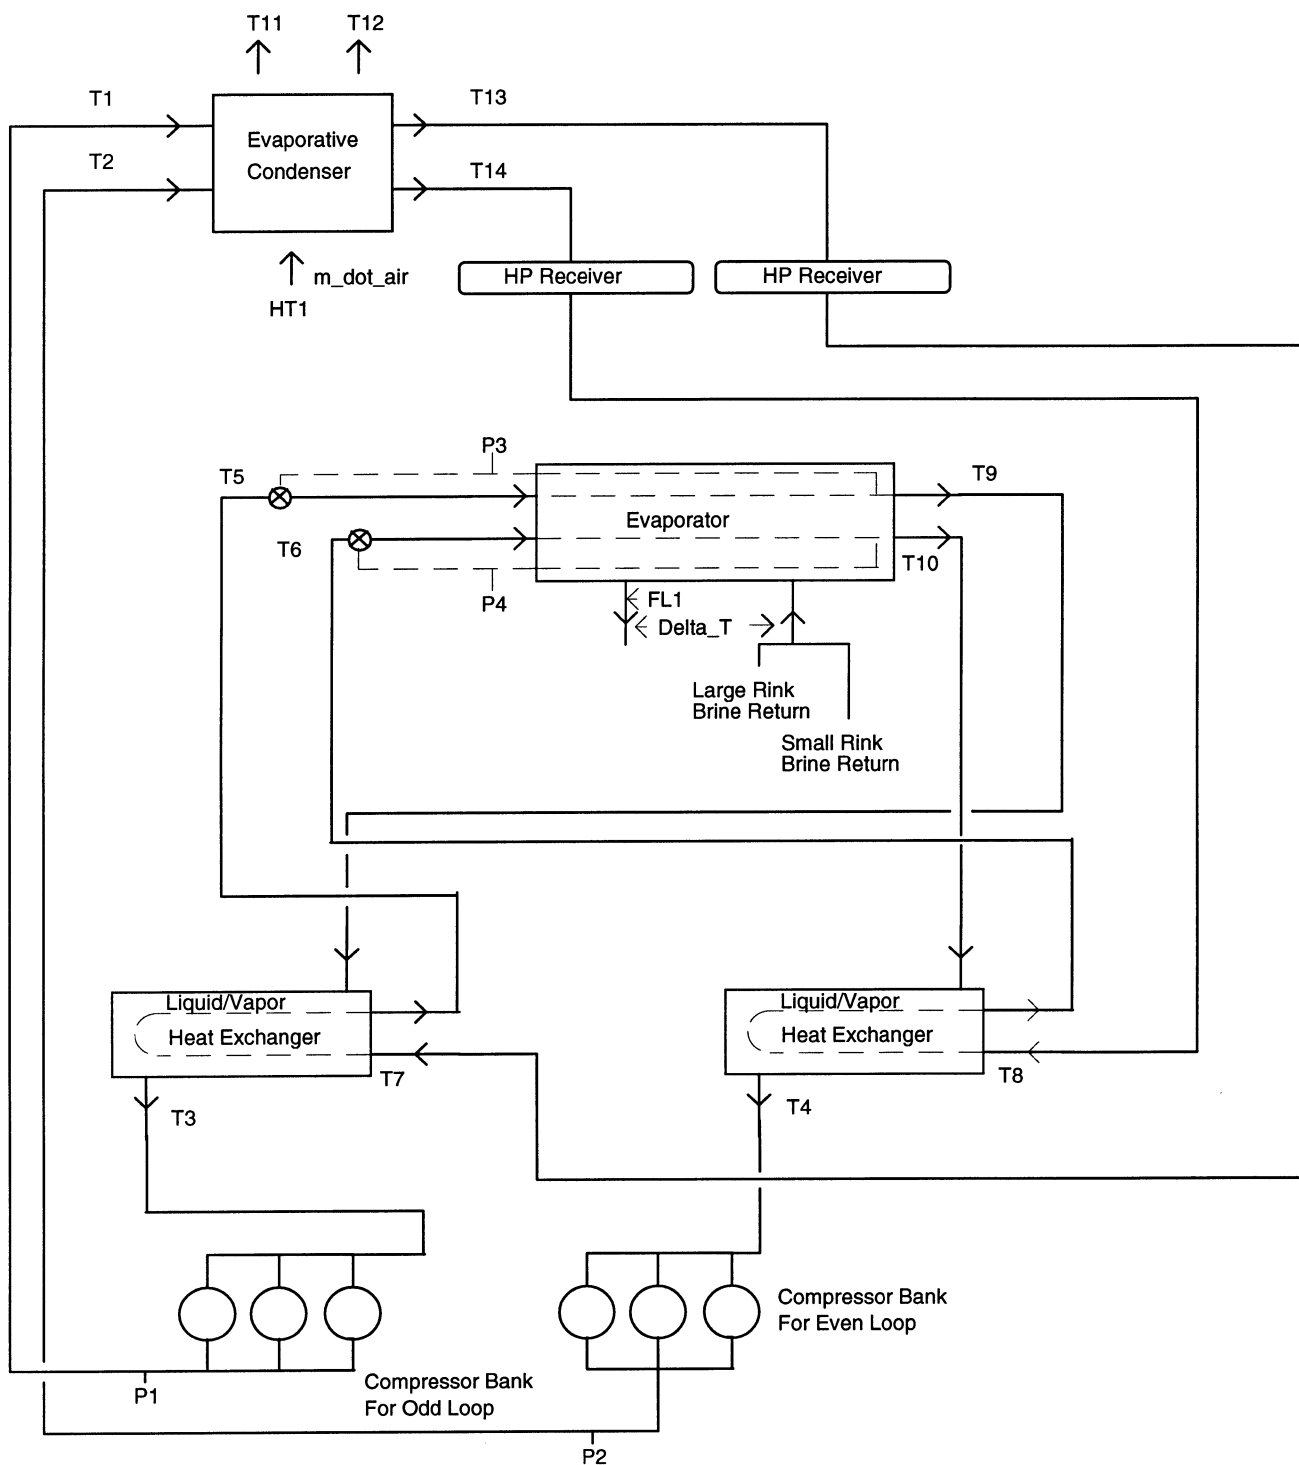 T11
T12
T1
T13
Evaporative
Condenser
T2
T14
m_dot_air
HT1
HP Receiver
HP Receiver
P3
T5
T9
Evaporator
T6
T10
P4
FL1
Delta_T
Large Rink
Brine Return
Small Rink
Brine Return
Liquid/Vapor
Heat Exchanger
Liquid/Vapor
Heat Exchanger
T7
T8
T3
T4
Compressor Bank
For Even Loop
P1
Compressor Bank
For Odd Loop
P2